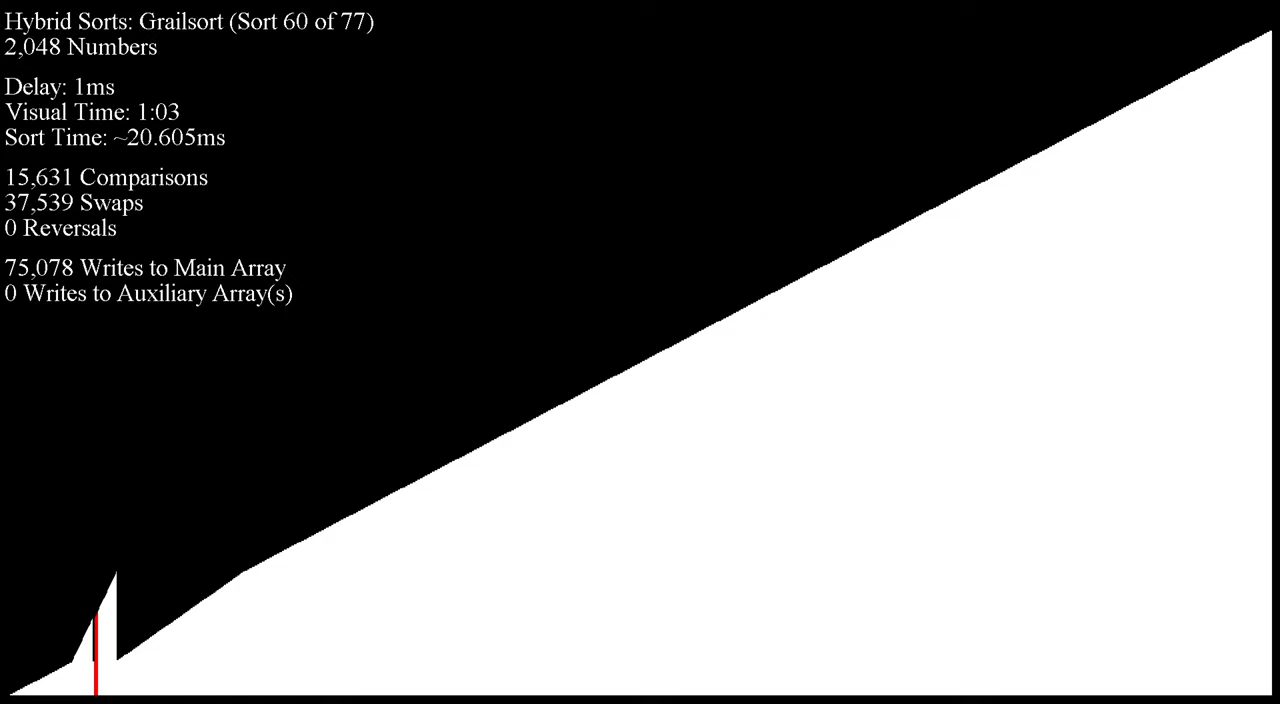 Hybrid Sorts: Grailsort (Sort 60 of 77)
2,048 Numbers
Delay: 1ms
Visual Time: 1:03
Sort Time: ~20.605ms
15,631 Comparisons
37,539 Swaps
0 Reversals
75,078 Writes to Main Array
0 Writes to Auxiliary Array(s)